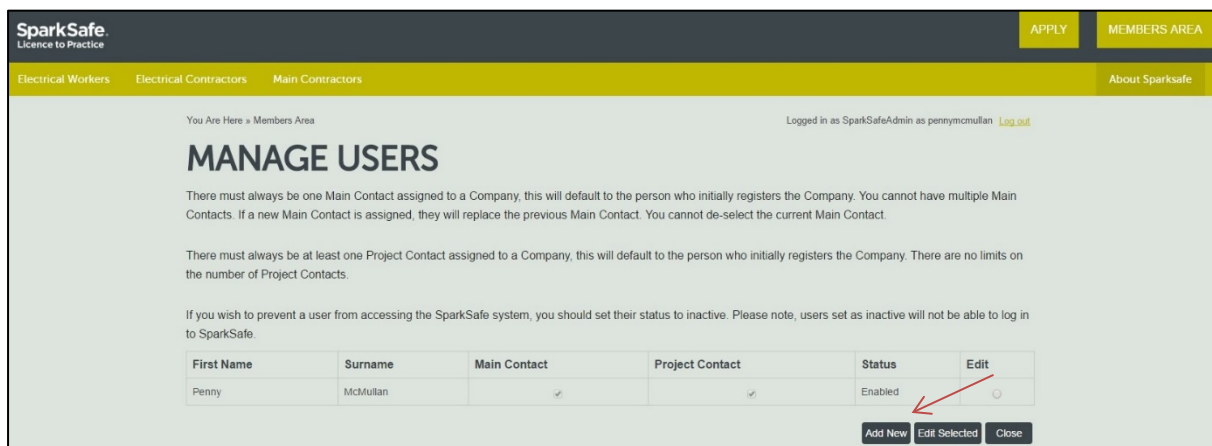 SparkSafe.
Licence to Practice
APPLY
MEMBERS AREA
Electrical Workers
Electrical Contractors
Main Contractors
About Sparksafe
You Are Here » Members Area
Logged in as SparkSafeAdmin as pennymcmullan Log out
MANAGE USERS
There must always be one Main Contact assigned to a Company, this will default to the person who initially registers the Company. You cannot have multiple Main
Contacts. If a new Main Contact is assigned, they will replace the previous Main Contact. You cannot de-select the current Main Contact.
There must always be at least one Project Contact assigned to a Company, this will default to the person who initially registers the Company. There are no limits on
the number of Project Contacts.
If you wish to prevent a user from accessing the SparkSafe system, you should set their status to inactive. Please note, users set as inactive will not be able to log in
to SparkSafe.
First Name Surname Main Contact Project Contact Status Edit
Penny McMullan Enabled
Add New Edit Selected Close